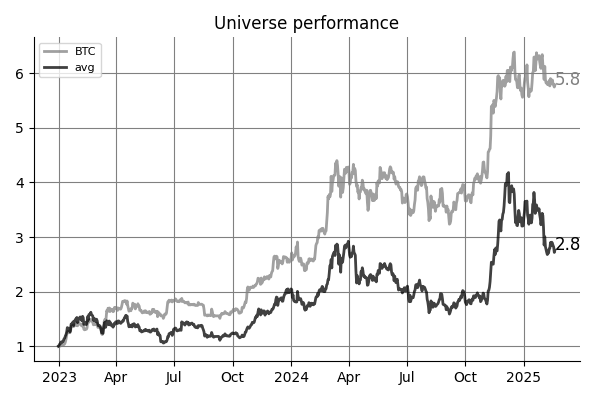 Universe performance
BTC
avg
6
5
4
3
2
1
5.8
2.8
2023
Apr
Jul
Oct
2024
Apr
Jul
Oct
2025